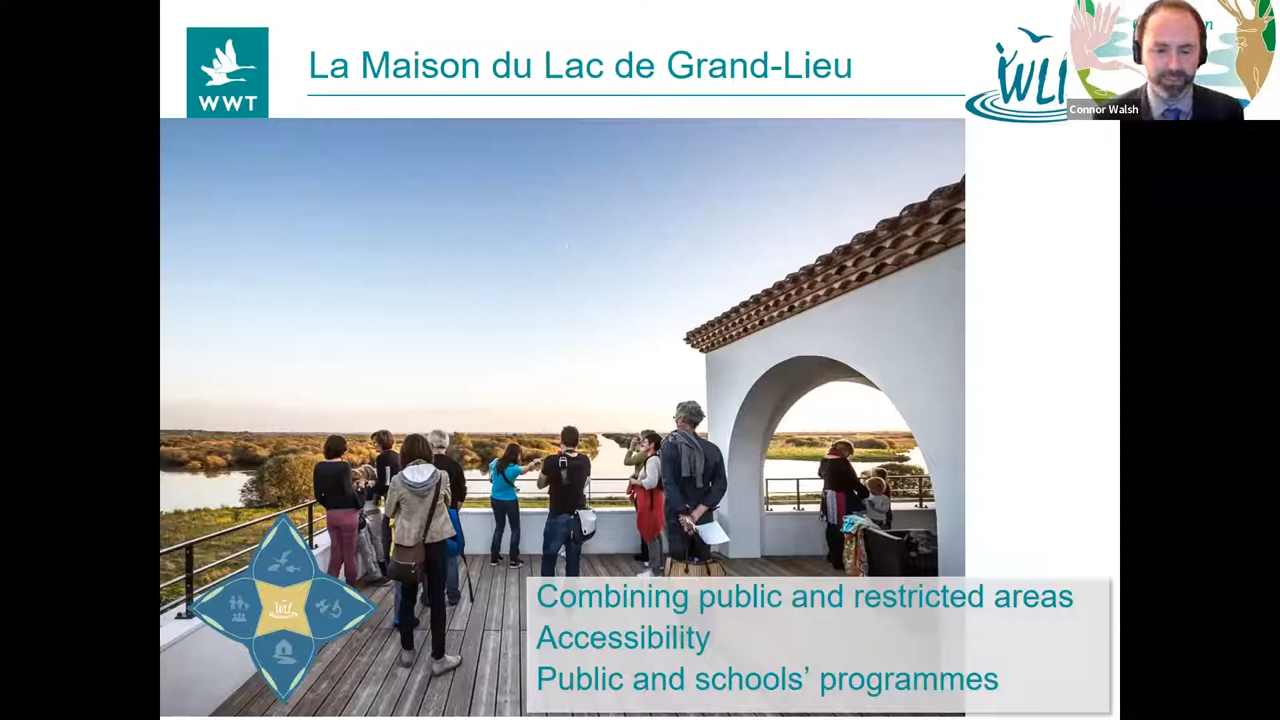 WWT
La Maison du Lac de Grand-Lieu
WLI
Connor Walsh
WLI
Combining public and restricted areas
Accessibility
Public and schools’ programmes